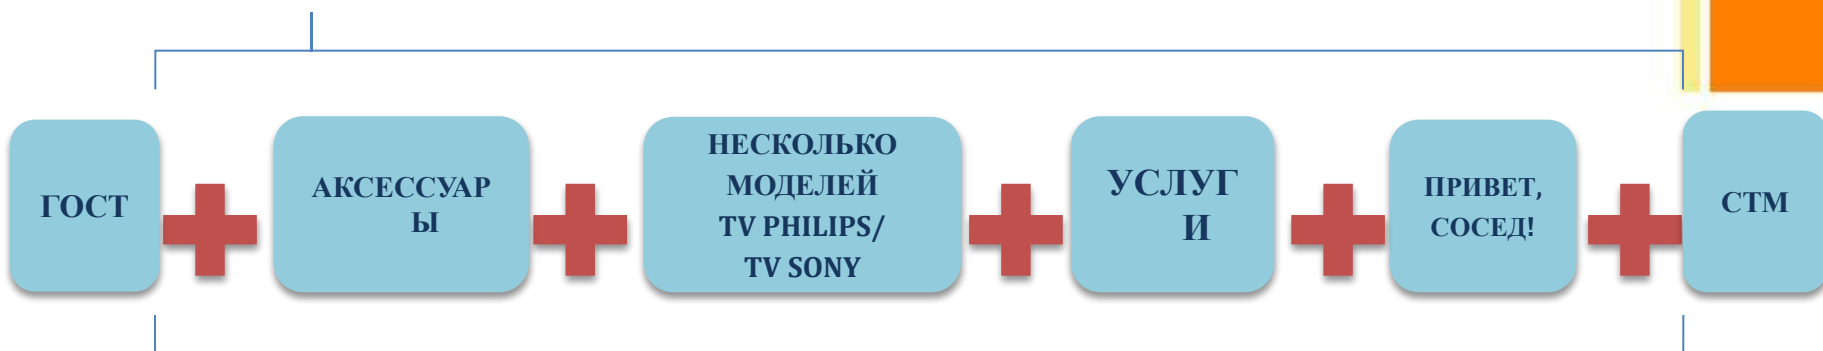 ГОСТ
АКСЕССУАР
Ы
НЕСКОЛЬКО
МОДЕЛЕЙ
TV PHILIPS/
TV SONY
УСЛУГ
И
ПРИВЕТ,
СОСЕД!
СТМ